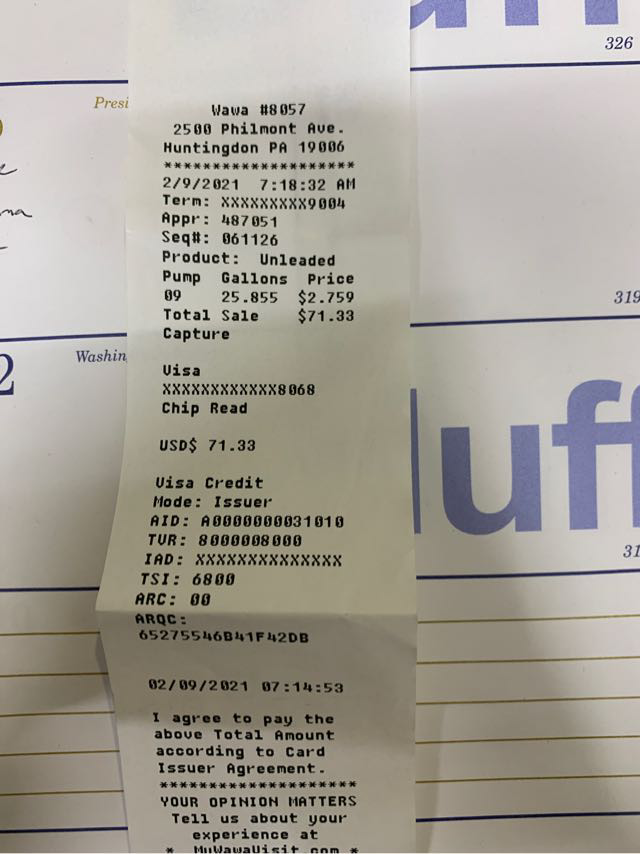 326
Presi
Wawa #8057
2500 Philmont Ave.
Huntingdon PA 19006
********************
2/9/2021 7:18:32 AM
Term: XXXXXXXXX9004
Appr: 487051
Seq#: 061126
Product: Unleaded
Pump Gallons Price
09 25.855 $2.759
Total Sale $71.33
Capture
Visa
XXXXXXXXXXXX8068
Chip Read
USD$ 71.33
Visa Credit
Mode: Issuer
AID: A0000000031010
TVR: 8000008000
IAD: XXXXXXXXXXXXXX
TSI: 6800
ARC: 00
ARQC:
65275546B41F42DB
02/09/2021 07:14:53
I agree to pay the
above Total Amount
according to Card
Issuer Agreement.
********************
YOUR OPINION MATTERS
Tell us about your
experience at
* MyWawaVisit.com *
319
Washin
2
luff
31